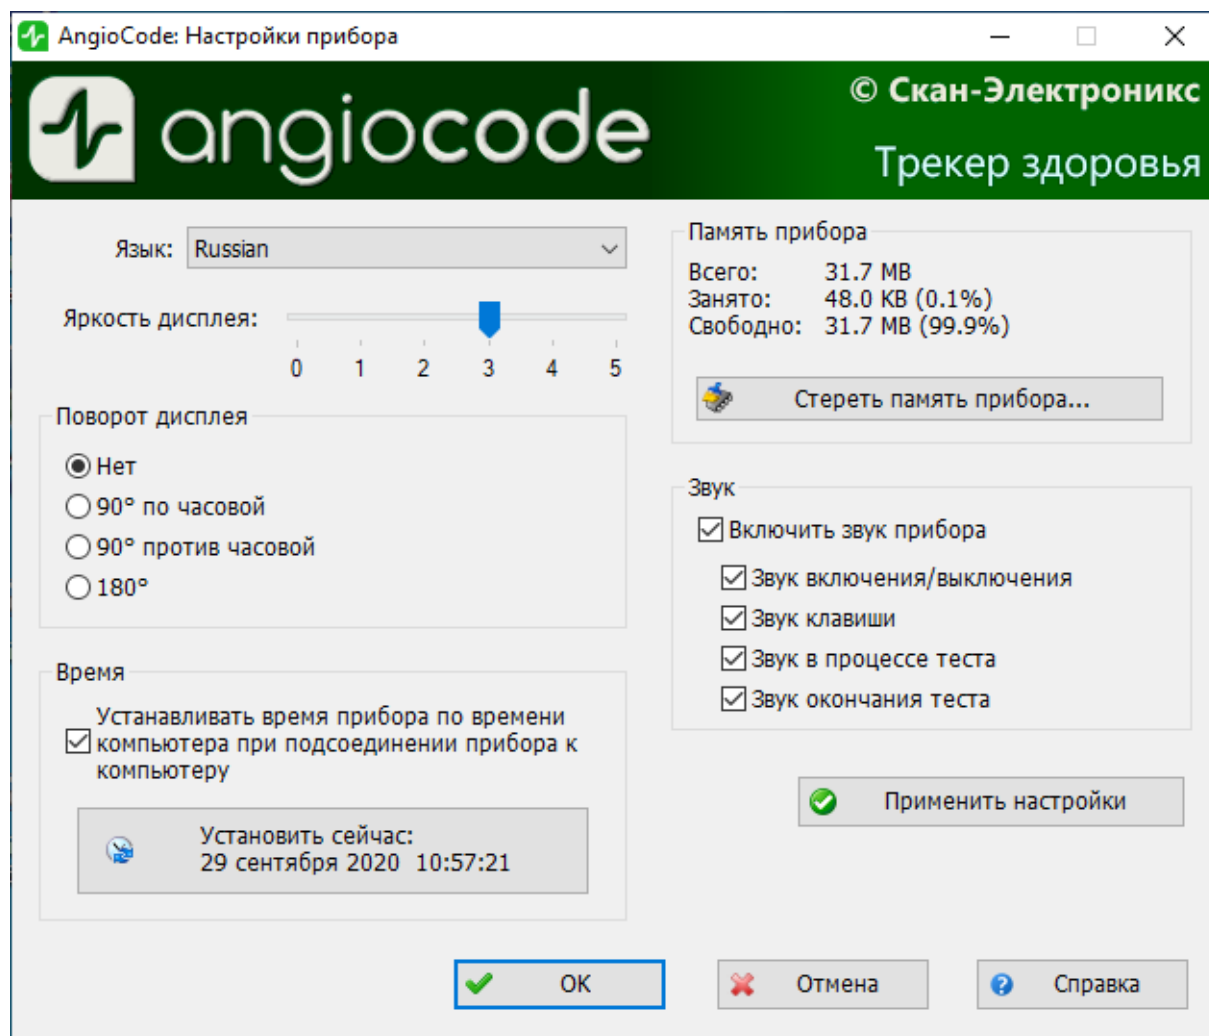 AngioCode: Настройки прибора
angiocode
© Скан-Электроникс
Трекер здоровья
Язык: Russian
Яркость дисплея:
0 1 2 3 4 5
Поворот дисплея
Нет
90° по часовой
90° против часовой
180°
Время
Устанавливать время прибора по времени
компьютера при подсоединении прибора к
компьютеру
Установить сейчас:
29 сентября 2020 10:57:21
Память прибора
Всего: 31.7 MB
Занято: 48.0 KB (0.1%)
Свободно: 31.7 MB (99.9%)
Стереть память прибора...
Звук
Включить звук прибора
Звук включения/выключения
Звук клавиши
Звук в процессе теста
Звук окончания теста
Применить настройки
OK Отмена Справка